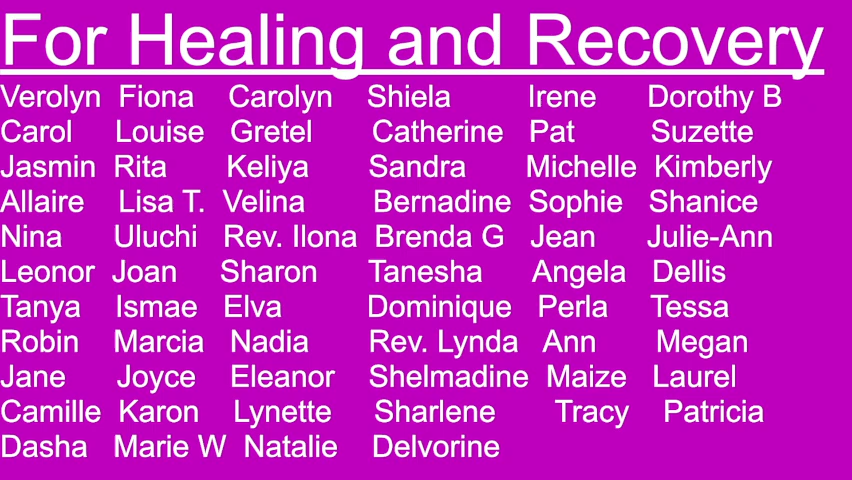 For Healing and Recovery
Verolyn Fiona Carolyn Shiela Irene Dorothy B
Carol Louise Gretel Catherine Pat Suzette
Jasmin Rita Keliya Sandra Michelle Kimberly
Allaire Lisa T. Velina Bernadine Sophie Shanice
Nina Uluchi Rev. Ilona Brenda G Jean Julie-Ann
Leonor Joan Sharon Tanesha Angela Dellis
Tanya Ismae Elva Dominique Perla Tessa
Robin Marcia Nadia Rev. Lynda Ann Megan
Jane Joyce Eleanor Shelmadine Maize Laurel
Camille Karon Lynette Sharlene Tracy Patricia
Dasha Marie W Natalie Delvorine